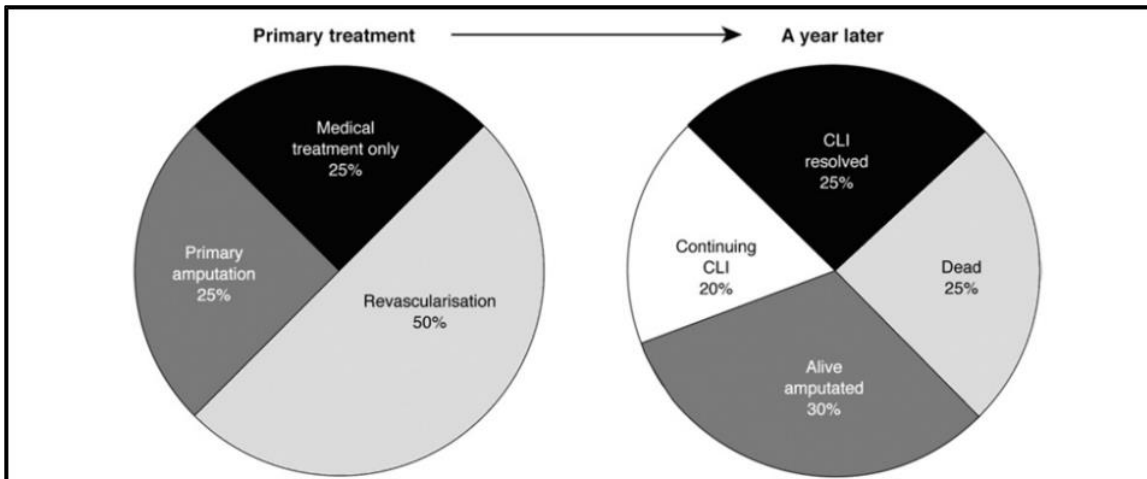 Primary treatment
A year later
Medical
treatment only
25%
Primary
amputation
25%
Revascularisation
50%
CLI
resolved
25%
Continuing
CLI
20%
Dead
25%
Alive
amputated
30%